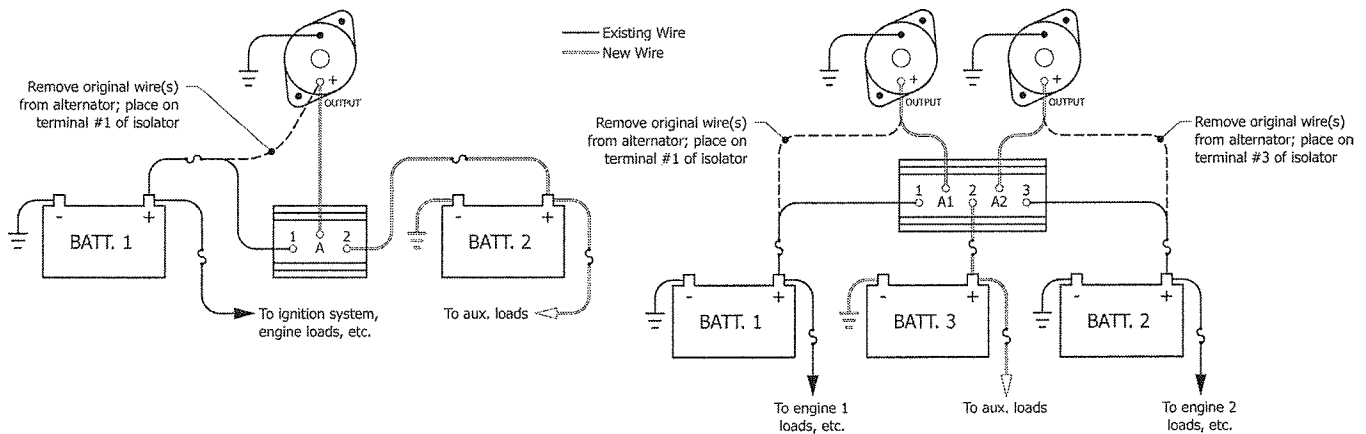 Existing Wire
New Wire
Remove original wire(s)
from alternator; place on
terminal #1 of isolator
+
OUTPUT
- +
BATT. 1
1 A 2
- +
BATT. 2
To ignition system,
engine loads, etc.
To aux. loads
Remove original wire(s)
from alternator; place on
terminal #1 of isolator
+
OUTPUT
+
OUTPUT
Remove original wire(s)
from alternator; place on
terminal #3 of isolator
1 A1 2 A2 3
- +
BATT. 1
- +
BATT. 3
- +
BATT. 2
To engine 1
loads, etc.
To aux. loads
To engine 2
loads, etc.